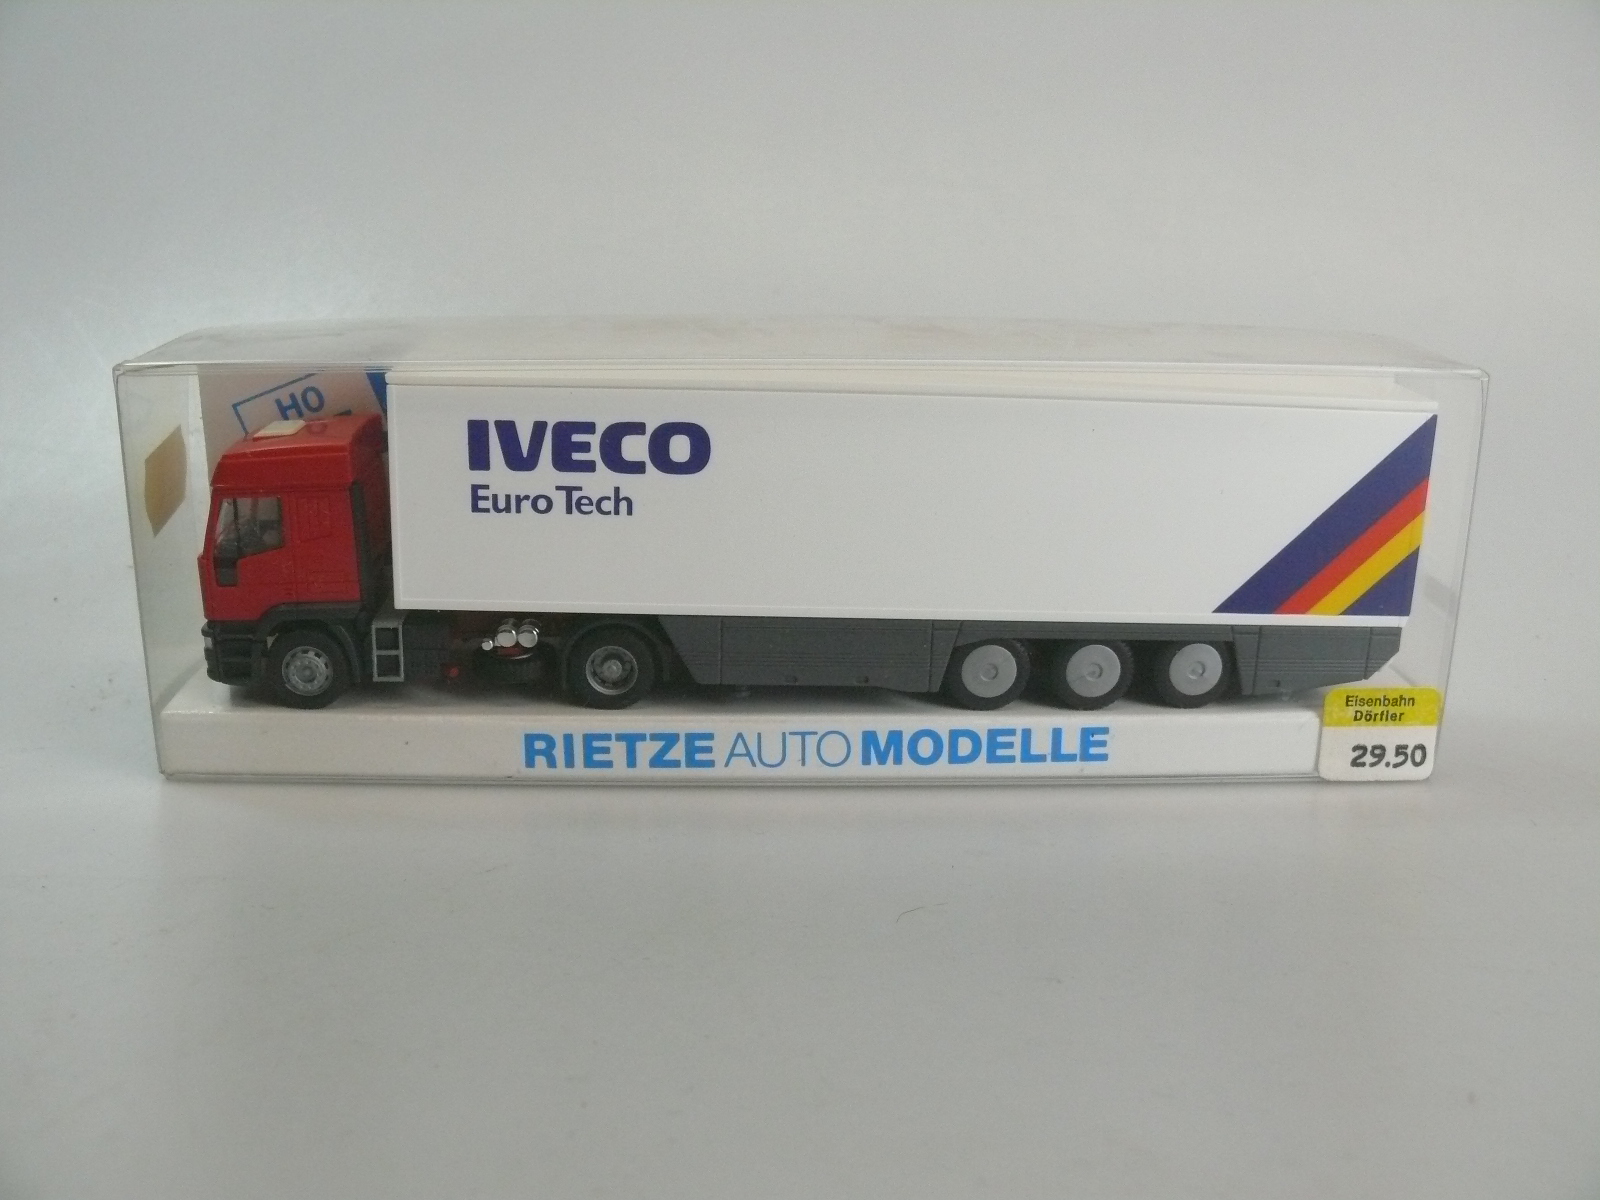 HO
IVECO
Euro Tech
RIETZE AUTO MODELLE
Eisenbahn
Dörfler
29.50